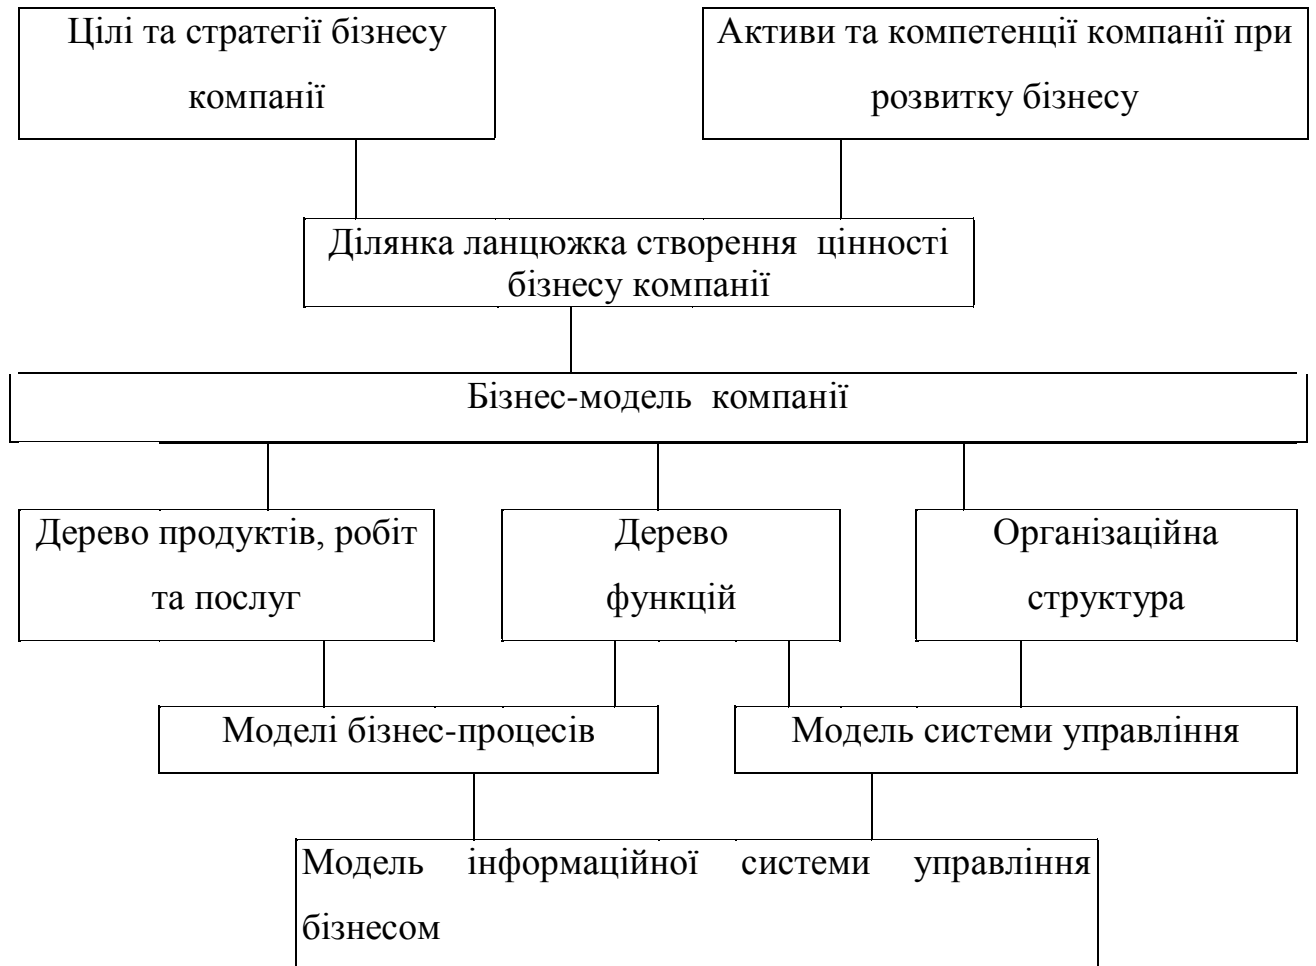 Цілі та стратегії бізнесу
компанії
Активи та компетенції компанії при
розвитку бізнесу
Ділянка ланцюжка створення цінності
бізнесу компанії
Бізнес-модель компанії
Дерево продуктів, робіт
та послуг
Дерево
функцій
Організаційна
структура
Моделі бізнес-процесів
Модель системи управління
Модель інформаційної системи управління
бізнесом